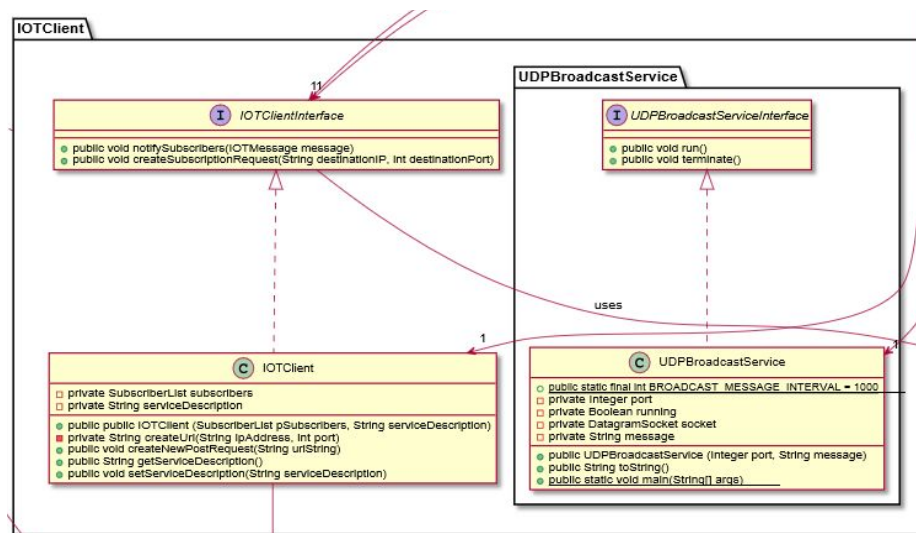 IOTClient
11
UDPBroadcastService
I IOTClientInterface
public void notifySubscribers(IOTMessage message)
public void createSubscriptionRequest(String destinationIP, Int destinationPort)
I UDPBroadcastServiceInterface
public void run()
public void terminate()
uses
1
1
C IOTClient
private SubscriberList subscribers
private String serviceDescription
public public IOTClient (SubscriberList pSubscribers, String serviceDescription)
private String createUrl(String ipAddress, Int port)
public void createNewPostRequest(String urlString)
public String getServiceDescription()
public void setServiceDescription(String serviceDescription)
C UDPBroadcastService
public static final int BROADCAST_MESSAGE_INTERVAL = 1000
private Integer port
private Boolean running
private DatagramSocket socket
private String message
public UDPBroadcastService (Integer port, String message)
public String toString()
public static void main(String[] args)